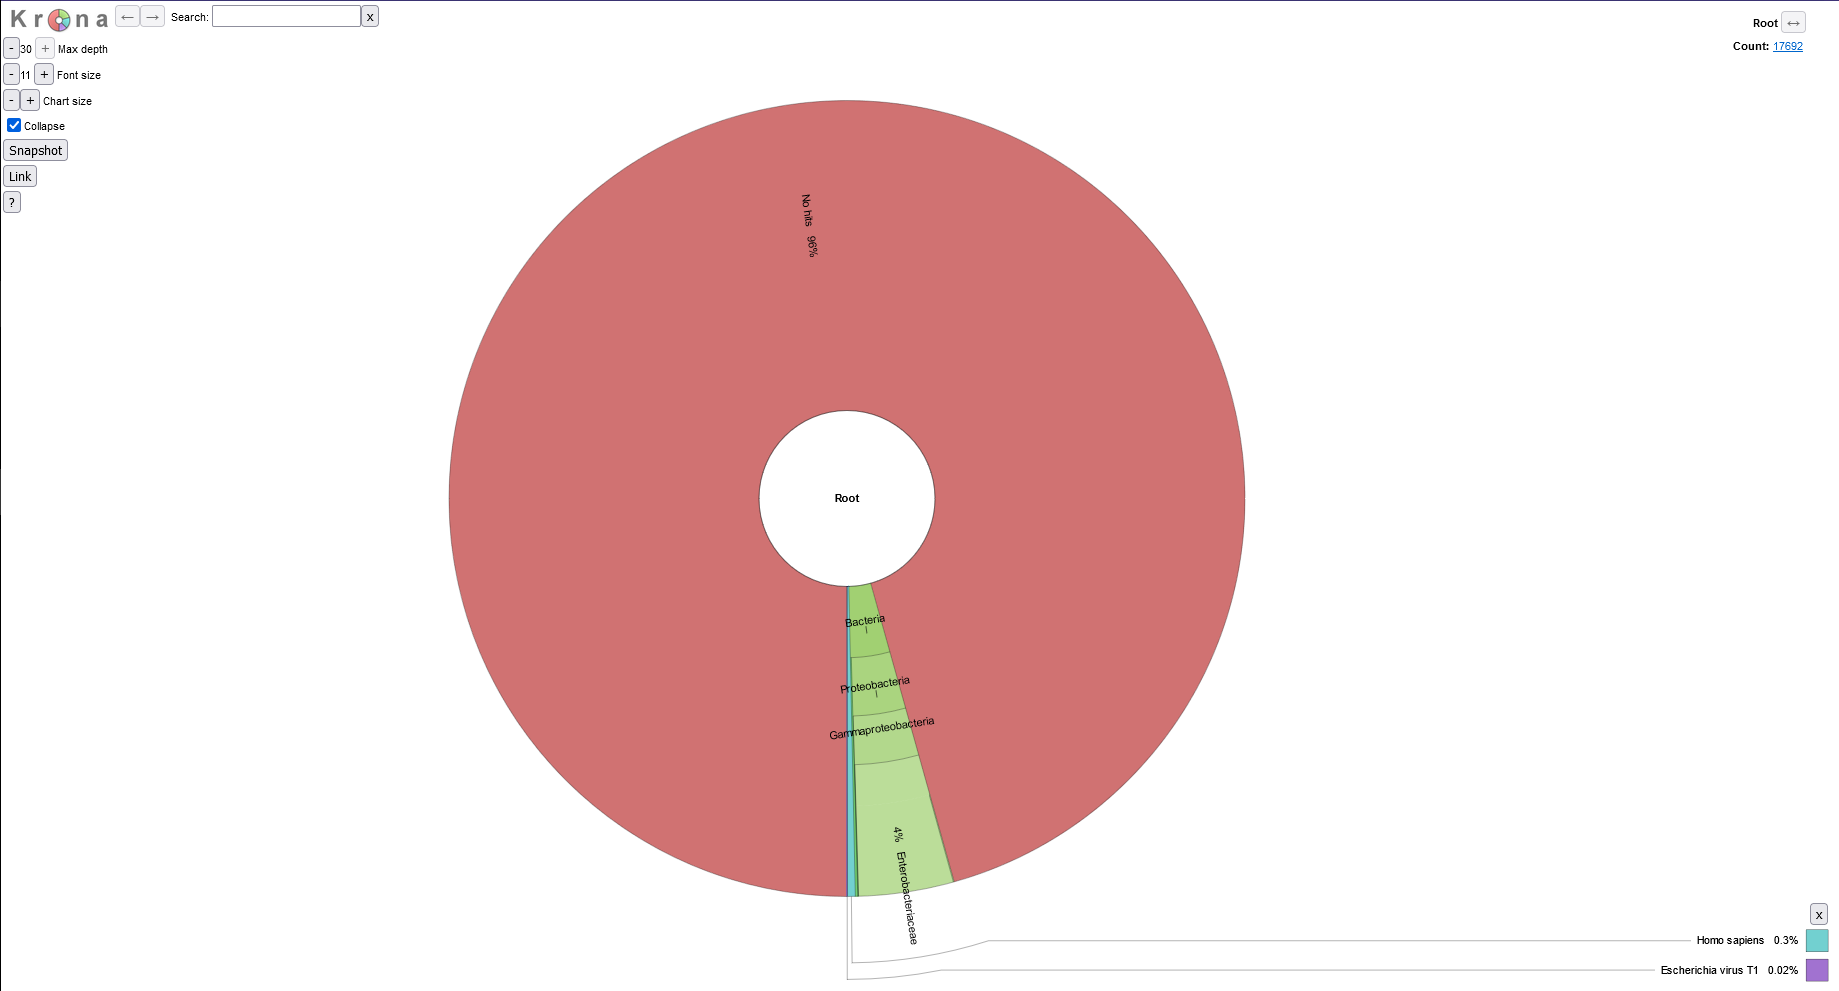 Krona
← → Search: x
Root ↔
Count: 17692
- 30 + Max depth
- 11 + Font size
- + Chart size
Collapse
Snapshot
Link
?
No hits 96%
Root
Bacteria
Proteobacteria
Gammaproteobacteria
4% Enterobacteriaceae
x
Homo sapiens 0.3%
Escherichia virus T1 0.02%